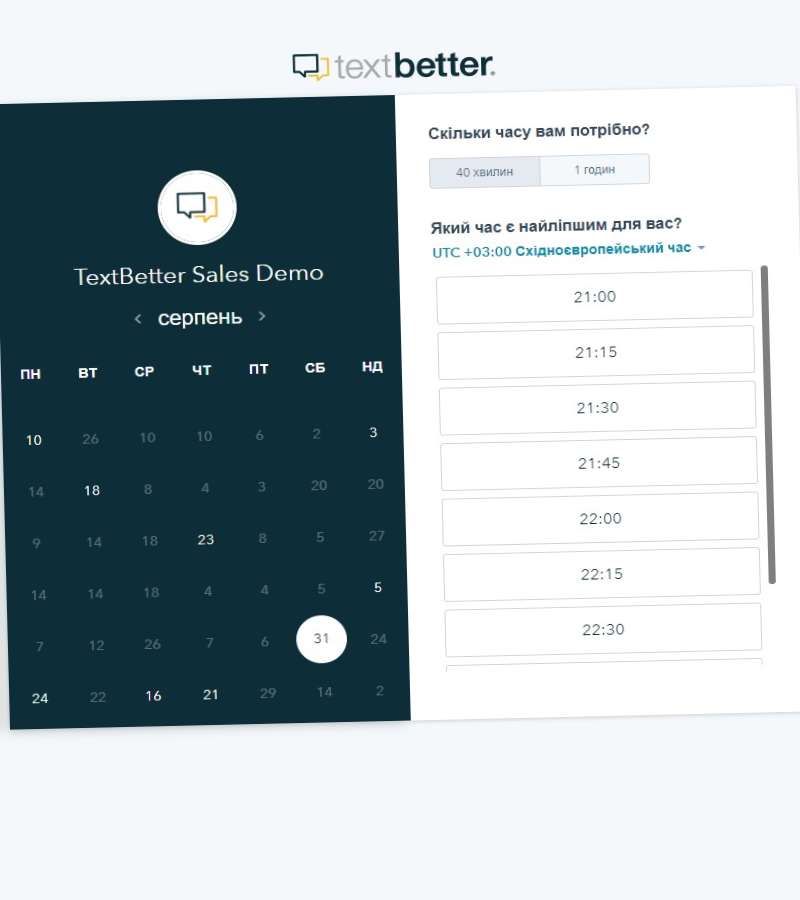 textbetter.
TextBetter Sales Demo
серпень
ПН ВТ СР ЧТ ПТ СБ НД
10 26 10 10 6 2 3
14 18 8 4 3 20 20
9 14 18 23 8 5 27
14 14 18 4 4 5 5
7 12 26 7 6 31 24
24 22 16 21 29 14 2
Скільки часу вам потрібно?
40 хвилин 1 годин
Який час є найліпшим для вас?
UTC +03:00 Східноєвропейський час
21:00
21:15
21:30
21:45
22:00
22:15
22:30